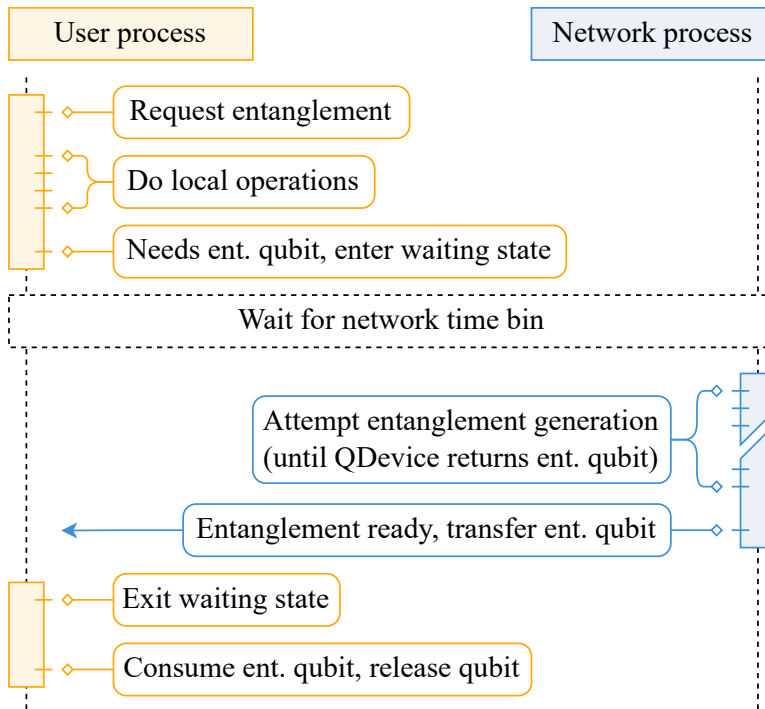 User process
Network process
Request entanglement
Do local operations
Needs ent. qubit, enter waiting state
Wait for network time bin
Attempt entanglement generation
(until QDevice returns ent. qubit)
Entanglement ready, transfer ent. qubit
Exit waiting state
Consume ent. qubit, release qubit